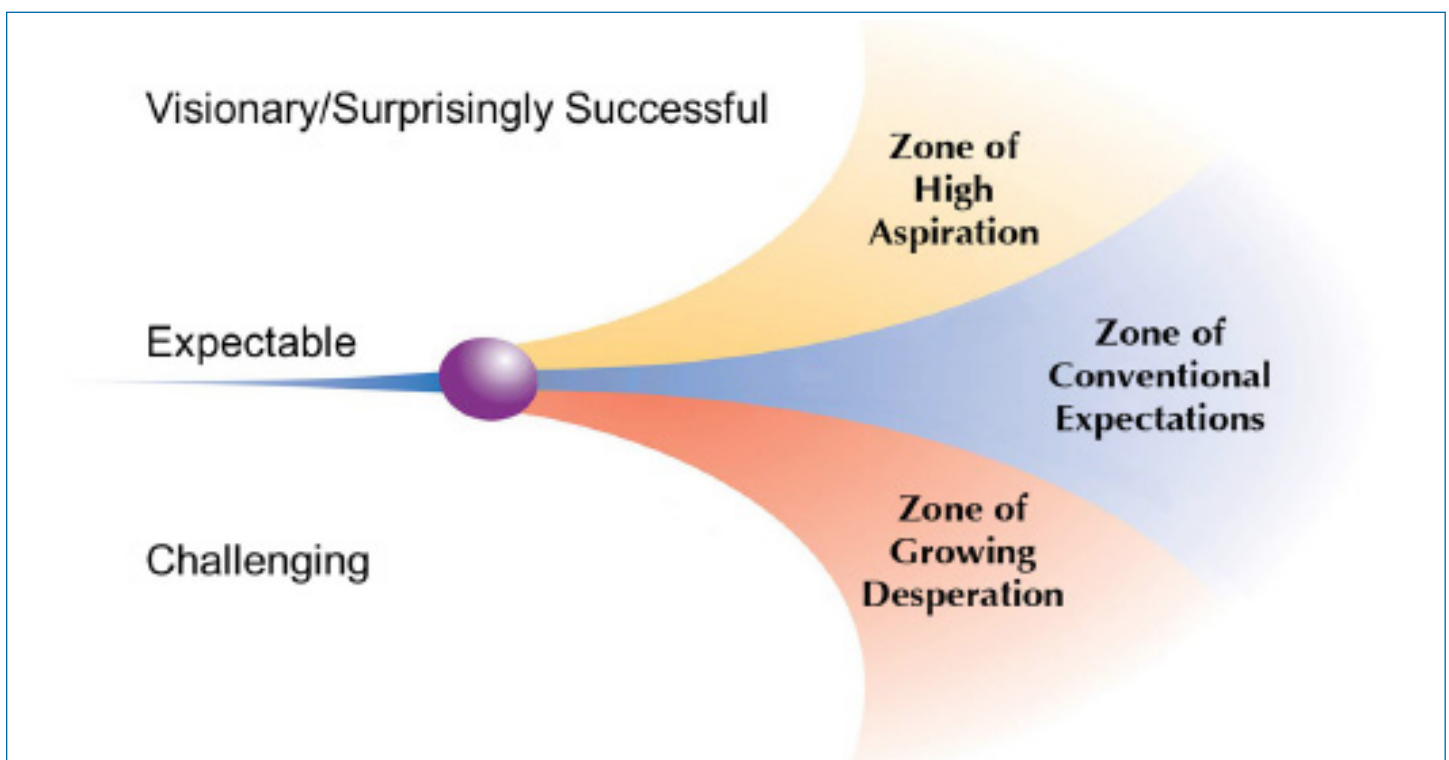 Visionary/Surprisingly Successful
Zone of
High
Aspiration
Expectable
Zone of
Conventional
Expectations
Challenging
Zone of
Growing
Desperation